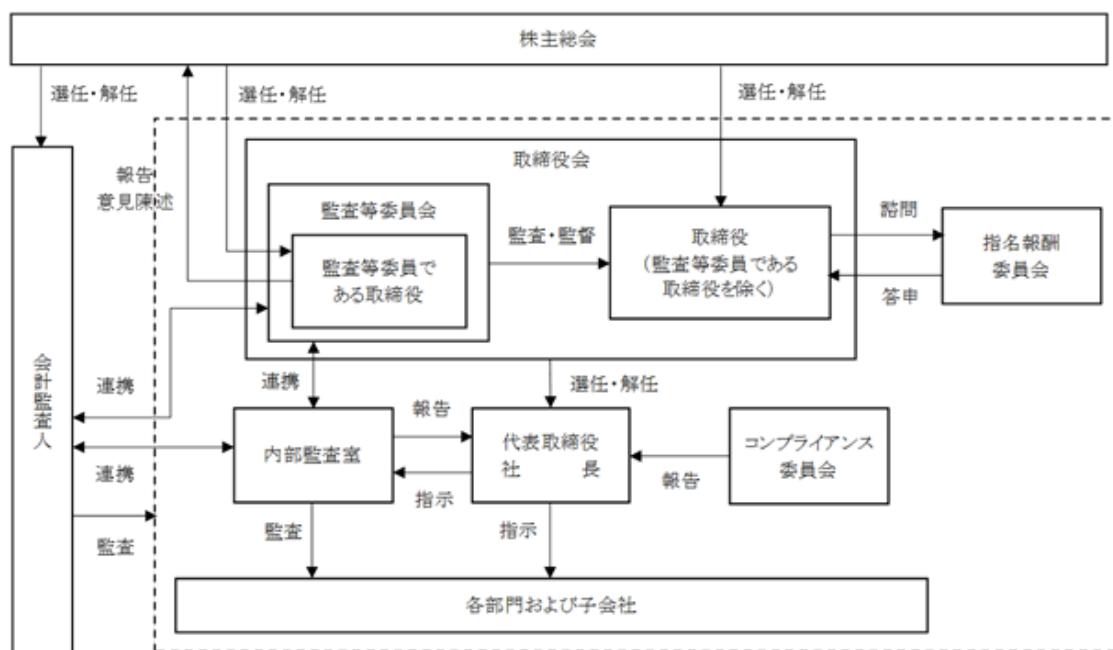 株主総会
選任・解任
選任・解任
選任・解任
報告
意見陳述
取締役会
監査等委員会
監査等委員で
ある取締役
監査・監督
取締役
(監査等委員である
取締役を除く)
諮問
答申
指名報酬
委員会
会計監査人
連携
連携
監査
連携
選任・解任
内部監査室
報告
指示
代表取締役
社　　長
報告
コンプライアンス
委員会
監査
指示
各部門および子会社